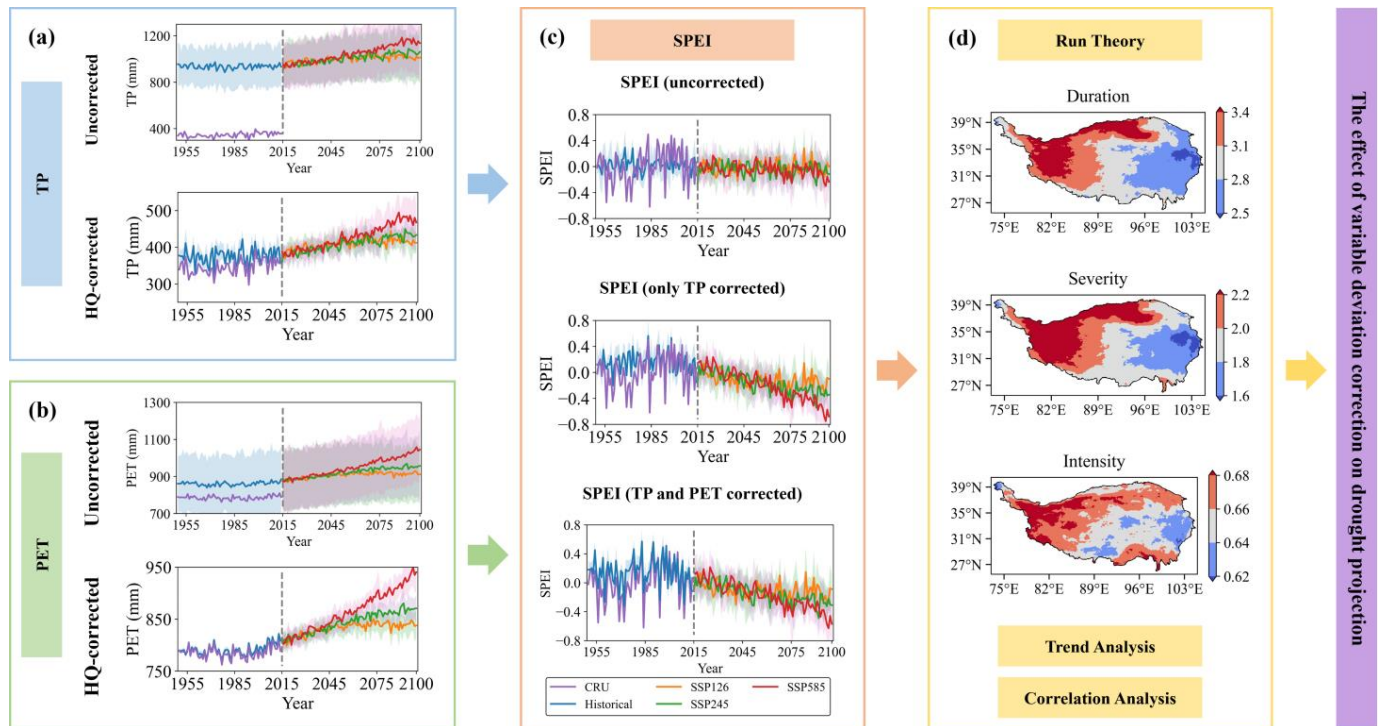 (a)
TP
Uncorrected
TP (mm)
1200
800
400
1955 1985 2015 2045 2075 2100
Year
HQ-corrected
TP (mm)
500
400
300
1955 1985 2015 2045 2075 2100
Year
(b)
PET
Uncorrected
PET (mm)
1300
1100
900
700
1955 1985 2015 2045 2075 2100
Year
HQ-corrected
PET (mm)
950
850
750
1955 1985 2015 2045 2075 2100
Year
(c)
SPEI
SPEI (uncorrected)
SPEI
0.8
0.4
0.0
−0.4
−0.8
1955 1985 2015 2045 2075 2100
Year
SPEI (only TP corrected)
SPEI
0.8
0.4
0.0
−0.4
−0.8
1955 1985 2015 2045 2075 2100
Year
SPEI (TP and PET corrected)
SPEI
0.8
0.4
0.0
−0.4
−0.8
1955 1985 2015 2045 2075 2100
Year
CRU SSP126 SSP585
Historical SSP245
(d)
Run Theory
Duration
39°N
35°N
31°N
27°N
75°E 82°E 89°E 96°E 103°E
3.4
3.1
2.8
2.5
Severity
39°N
35°N
31°N
27°N
75°E 82°E 89°E 96°E 103°E
2.2
2.0
1.8
1.6
Intensity
39°N
35°N
31°N
27°N
75°E 82°E 89°E 96°E 103°E
0.68
0.66
0.64
0.62
Trend Analysis
Correlation Analysis
The effect of variable deviation correction on drought projection